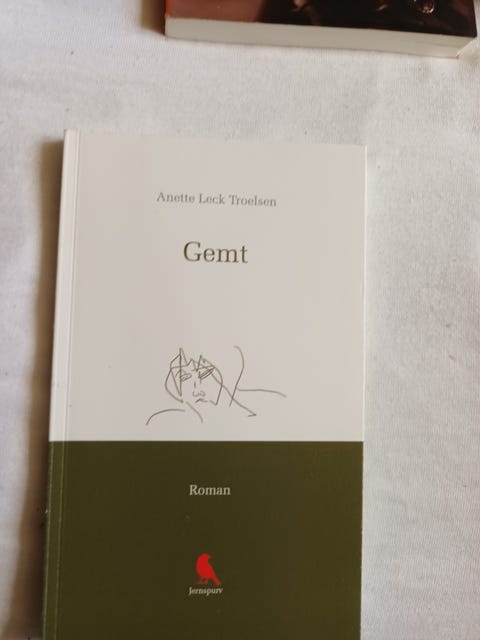 Anette Leck Troelsen
Gemt
Roman
Jernspurv